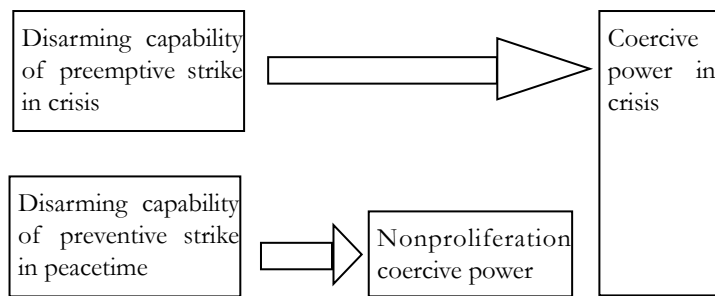 Disarming capability
of preemptive strike
in crisis
Coercive
power in
crisis
Disarming capability
of preventive strike
in peacetime
Nonproliferation
coercive power